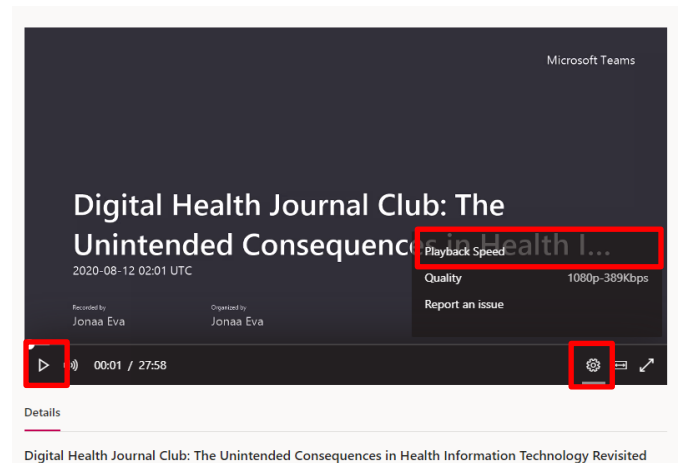 Microsoft Teams
Digital Health Journal Club: The
Unintended Consequences in Health I...
2020-08-12 02:01 UTC
Playback Speed
Quality 1080p-389Kbps
Report an issue
Recorded by Organized by
Jonaa Eva Jonaa Eva
00:01 / 27:58
Details
Digital Health Journal Club: The Unintended Consequences in Health Information Technology Revisited